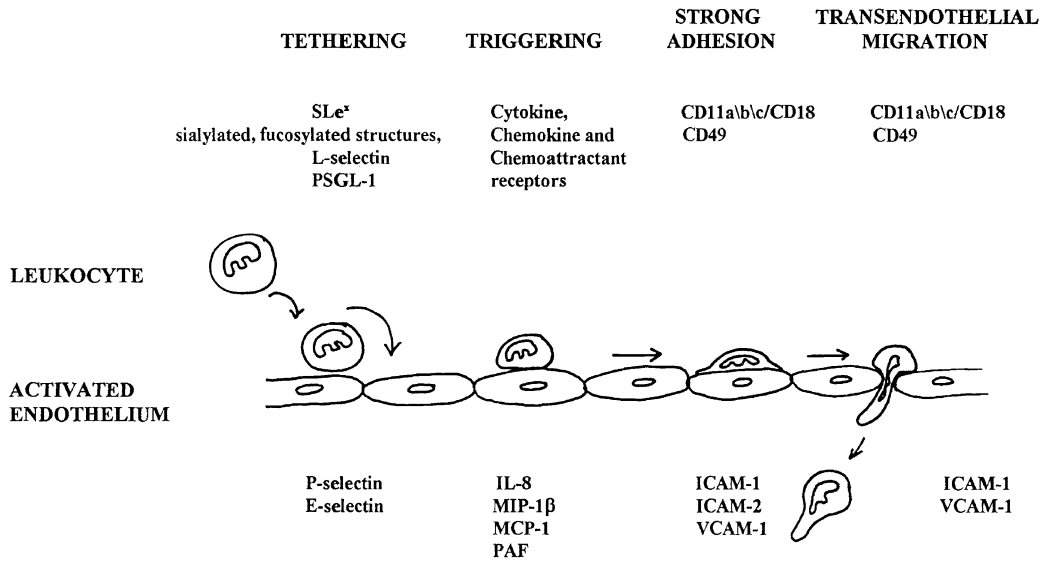 TETHERING
TRIGGERING
STRONG
ADHESION
TRANSENDOTHELIAL
MIGRATION
SLeˣ
sialylated, fucosylated structures,
L-selectin
PSGL-1
Cytokine,
Chemokine and
Chemoattractant
receptors
CD11a\b\c/CD18
CD49
CD11a\b\c/CD18
CD49
LEUKOCYTE
ACTIVATED
ENDOTHELIUM
P-selectin
E-selectin
IL-8
MIP-1β
MCP-1
PAF
ICAM-1
ICAM-2
VCAM-1
ICAM-1
VCAM-1